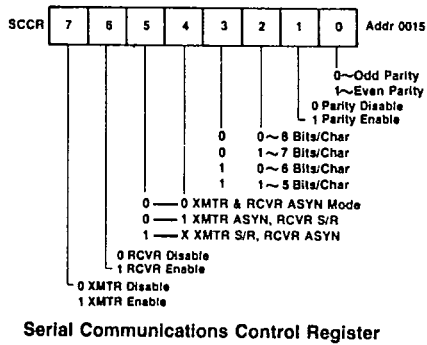 SCCR 7 6 5 4 3 2 1 0 Addr 0015
0~Odd Parity
1~Even Parity
0 Parity Disable
1 Parity Enable
0 0~8 Bits/Char
0 1~7 Bits/Char
1 0~6 Bits/Char
1 1~5 Bits/Char
0 — 0 XMTR & RCVR ASYN Mode
0 — 1 XMTR ASYN, RCVR S/R
1 — X XMTR S/R, RCVR ASYN
0 RCVR Disable
1 RCVR Enable
0 XMTR Disable
1 XMTR Enable
Serial Communications Control Register